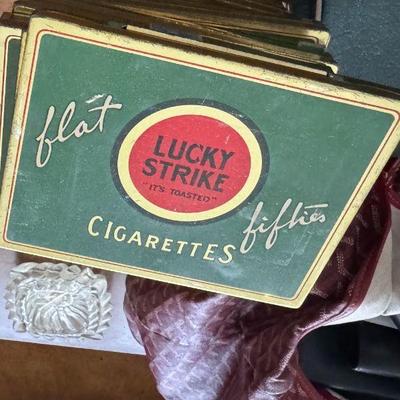 flat
LUCKY
STRIKE
"IT'S TOASTED"
CIGARETTES
fifties